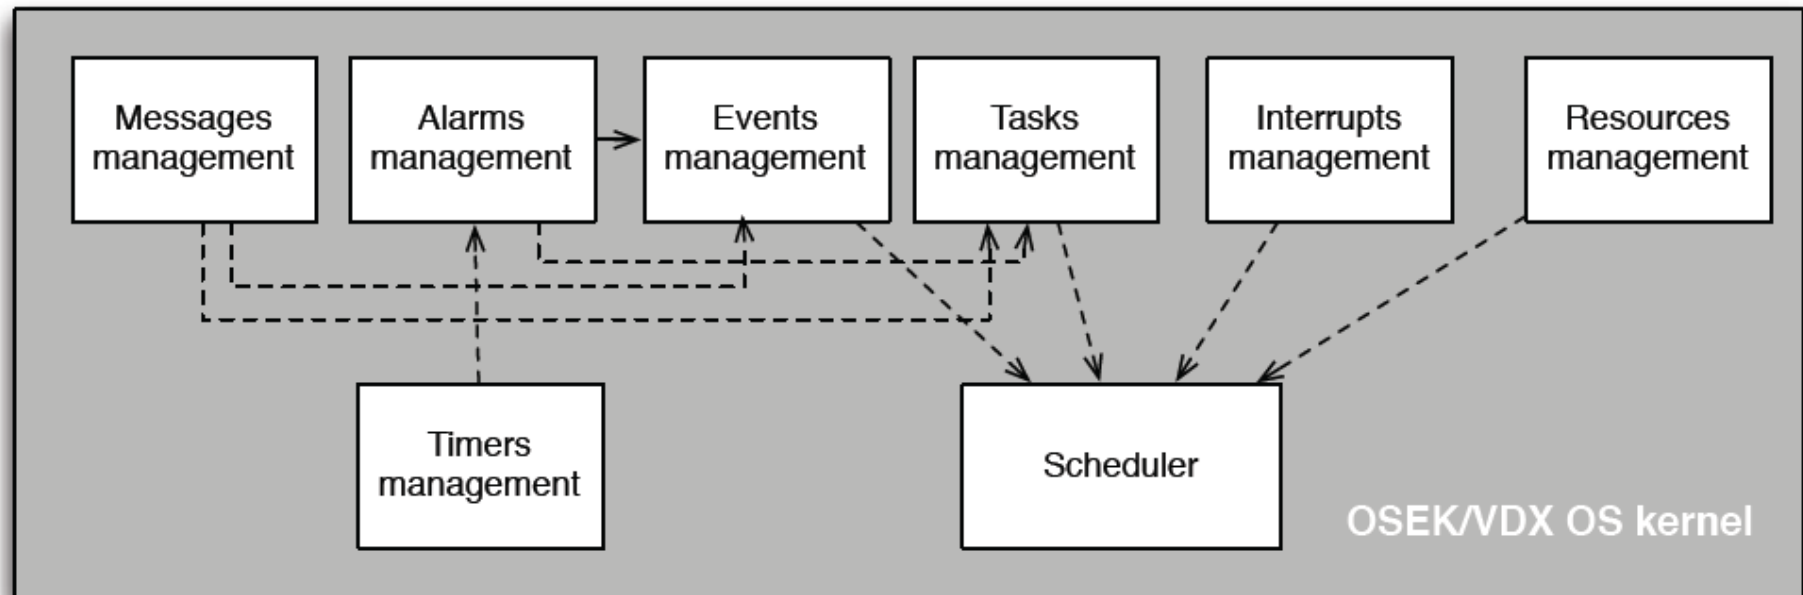 Messages
management
Alarms
management
Events
management
Tasks
management
Interrupts
management
Resources
management
Timers
management
Scheduler
OSEK/VDX OS kernel